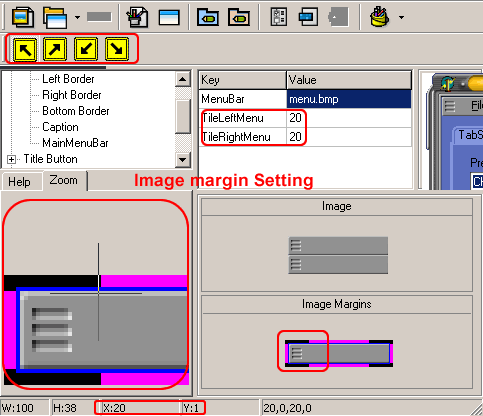 Left Border
Right Border
Bottom Border
Caption
MainMenuBar
Title Button
Key Value
MenuBar menu.bmp
TileLeftMenu 20
TileRightMenu 20
File
TabS
Pre
Help Zoom
Image margin Setting
Image
Image Margins
W:100 H:38 X:20 Y:1 20,0,20,0